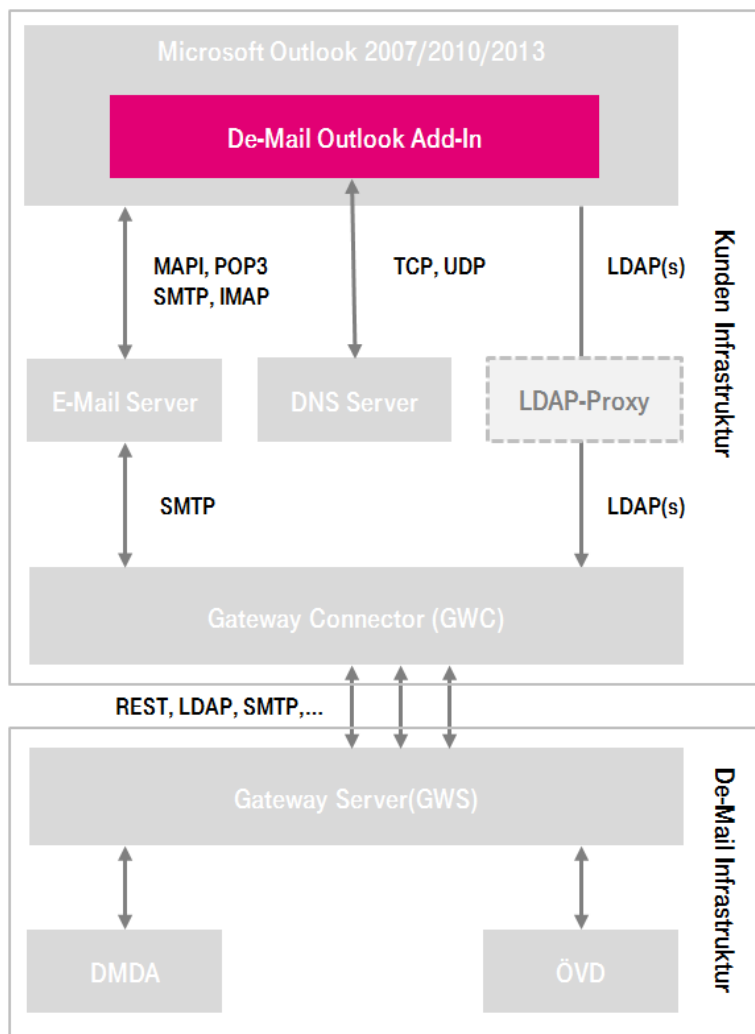 Microsoft Outlook 2007/2010/2013
De-Mail Outlook Add-In
MAPI, POP3
SMTP, IMAP
TCP, UDP
LDAP(s)
E-Mail Server
DNS Server
LDAP-Proxy
SMTP
LDAP(s)
Gateway Connector (GWC)
Kunden Infrastruktur
REST, LDAP, SMTP,...
Gateway Server(GWS)
DMDA
ÖVD
De-Mail Infrastruktur